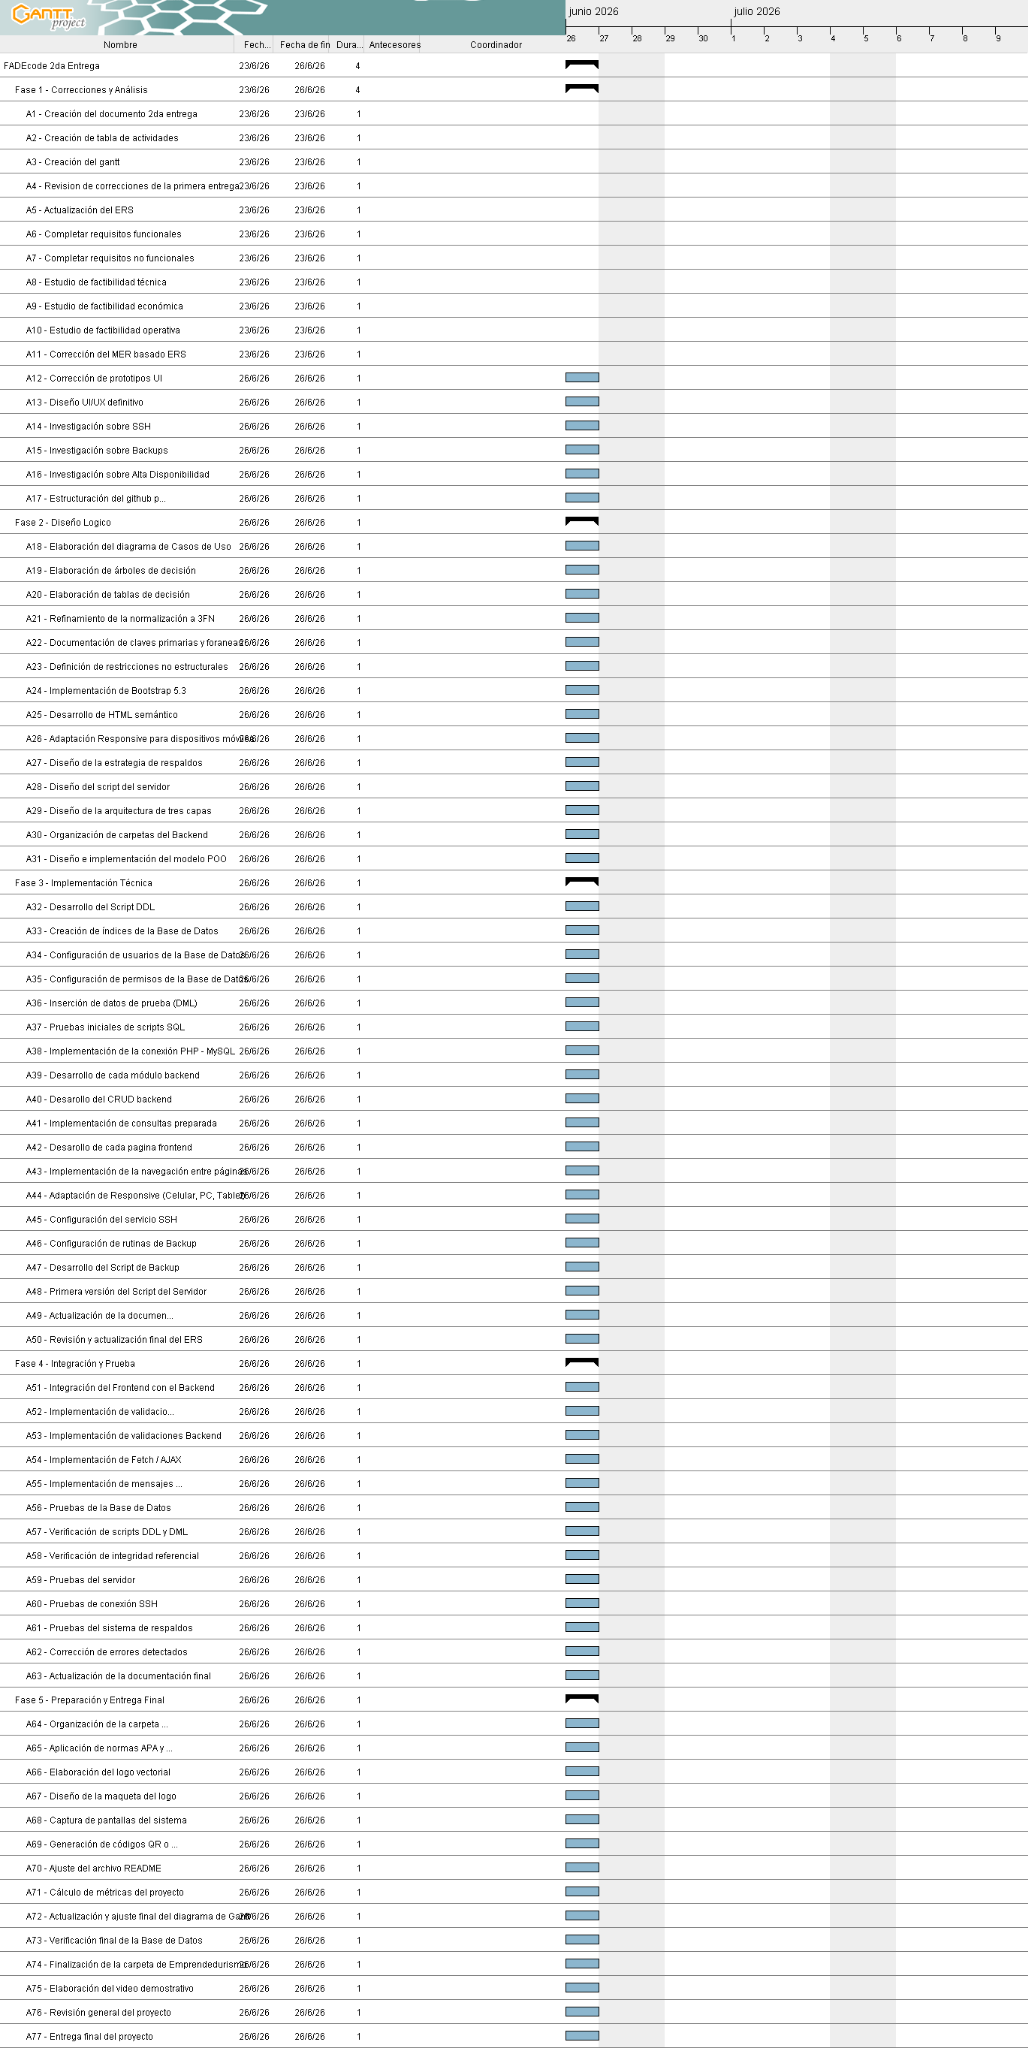 GANTT project
junio 2026 julio 2026
26 27 28 29 30 1 2 3 4 5 6 7 8 9
Nombre Fech... Fecha de fin Dura... Antecesores Coordinador
FADEcode 2da Entrega 23/6/26 26/6/26 4
Fase 1 - Correcciones y Análisis 23/6/26 26/6/26 4
A1 - Creación del documento 2da entrega 23/6/26 23/6/26 1
A2 - Creación de tabla de actividades 23/6/26 23/6/26 1
A3 - Creación del gantt 23/6/26 23/6/26 1
A4 - Revision de correcciones de la primera entrega 23/6/26 23/6/26 1
A5 - Actualización del ERS 23/6/26 23/6/26 1
A6 - Completar requisitos funcionales 23/6/26 23/6/26 1
A7 - Completar requisitos no funcionales 23/6/26 23/6/26 1
A8 - Estudio de factibilidad técnica 23/6/26 23/6/26 1
A9 - Estudio de factibilidad económica 23/6/26 23/6/26 1
A10 - Estudio de factibilidad operativa 23/6/26 23/6/26 1
A11 - Corrección del MER basado ERS 23/6/26 23/6/26 1
A12 - Corrección de prototipos UI 26/6/26 26/6/26 1
A13 - Diseño UI/UX definitivo 26/6/26 26/6/26 1
A14 - Investigación sobre SSH 26/6/26 26/6/26 1
A15 - Investigación sobre Backups 26/6/26 26/6/26 1
A16 - Investigación sobre Alta Disponibilidad 26/6/26 26/6/26 1
A17 - Estructuración del github p... 26/6/26 26/6/26 1
Fase 2 - Diseño Logico 26/6/26 26/6/26 1
A18 - Elaboración del diagrama de Casos de Uso 26/6/26 26/6/26 1
A19 - Elaboración de árboles de decisión 26/6/26 26/6/26 1
A20 - Elaboración de tablas de decisión 26/6/26 26/6/26 1
A21 - Refinamiento de la normalización a 3FN 26/6/26 26/6/26 1
A22 - Documentación de claves primarias y foraneas 26/6/26 26/6/26 1
A23 - Definición de restricciones no estructurales 26/6/26 26/6/26 1
A24 - Implementación de Bootstrap 5.3 26/6/26 26/6/26 1
A25 - Desarrollo de HTML semántico 26/6/26 26/6/26 1
A26 - Adaptación Responsive para dispositivos móviles 26/6/26 26/6/26 1
A27 - Diseño de la estrategia de respaldos 26/6/26 26/6/26 1
A28 - Diseño del script del servidor 26/6/26 26/6/26 1
A29 - Diseño de la arquitectura de tres capas 26/6/26 26/6/26 1
A30 - Organización de carpetas del Backend 26/6/26 26/6/26 1
A31 - Diseño e implementación del modelo POO 26/6/26 26/6/26 1
Fase 3 - Implementación Técnica 26/6/26 26/6/26 1
A32 - Desarrollo del Script DDL 26/6/26 26/6/26 1
A33 - Creación de índices de la Base de Datos 26/6/26 26/6/26 1
A34 - Configuración de usuarios de la Base de Datos 26/6/26 26/6/26 1
A35 - Configuración de permisos de la Base de Datos 26/6/26 26/6/26 1
A36 - Inserción de datos de prueba (DML) 26/6/26 26/6/26 1
A37 - Pruebas iniciales de scripts SQL 26/6/26 26/6/26 1
A38 - Implementación de la conexión PHP - MySQL 26/6/26 26/6/26 1
A39 - Desarrollo de cada módulo backend 26/6/26 26/6/26 1
A40 - Desarollo del CRUD backend 26/6/26 26/6/26 1
A41 - Implementación de consultas preparada 26/6/26 26/6/26 1
A42 - Desarollo de cada pagina frontend 26/6/26 26/6/26 1
A43 - Implementación de la navegación entre páginas 26/6/26 26/6/26 1
A44 - Adaptación de Responsive (Celular, PC, Tablet) 26/6/26 26/6/26 1
A45 - Configuración del servicio SSH 26/6/26 26/6/26 1
A46 - Configuración de rutinas de Backup 26/6/26 26/6/26 1
A47 - Desarrollo del Script de Backup 26/6/26 26/6/26 1
A48 - Primera versión del Script del Servidor 26/6/26 26/6/26 1
A49 - Actualización de la documen... 26/6/26 26/6/26 1
A50 - Revisión y actualización final del ERS 26/6/26 26/6/26 1
Fase 4 - Integración y Prueba 26/6/26 26/6/26 1
A51 - Integración del Frontend con el Backend 26/6/26 26/6/26 1
A52 - Implementación de validacio... 26/6/26 26/6/26 1
A53 - Implementación de validaciones Backend 26/6/26 26/6/26 1
A54 - Implementación de Fetch / AJAX 26/6/26 26/6/26 1
A55 - Implementación de mensajes ... 26/6/26 26/6/26 1
A56 - Pruebas de la Base de Datos 26/6/26 26/6/26 1
A57 - Verificación de scripts DDL y DML 26/6/26 26/6/26 1
A58 - Verificación de integridad referencial 26/6/26 26/6/26 1
A59 - Pruebas del servidor 26/6/26 26/6/26 1
A60 - Pruebas de conexión SSH 26/6/26 26/6/26 1
A61 - Pruebas del sistema de respaldos 26/6/26 26/6/26 1
A62 - Corrección de errores detectados 26/6/26 26/6/26 1
A63 - Actualización de la documentación final 26/6/26 26/6/26 1
Fase 5 - Preparación y Entrega Final 26/6/26 26/6/26 1
A64 - Organización de la carpeta ... 26/6/26 26/6/26 1
A65 - Aplicación de normas APA y ... 26/6/26 26/6/26 1
A66 - Elaboración del logo vectorial 26/6/26 26/6/26 1
A67 - Diseño de la maqueta del logo 26/6/26 26/6/26 1
A68 - Captura de pantallas del sistema 26/6/26 26/6/26 1
A69 - Generación de códigos QR o ... 26/6/26 26/6/26 1
A70 - Ajuste del archivo README 26/6/26 26/6/26 1
A71 - Cálculo de métricas del proyecto 26/6/26 26/6/26 1
A72 - Actualización y ajuste final del diagrama de Gantt 26/6/26 26/6/26 1
A73 - Verificación final de la Base de Datos 26/6/26 26/6/26 1
A74 - Finalización de la carpeta de Emprendedurismo 26/6/26 26/6/26 1
A75 - Elaboración del video demostrativo 26/6/26 26/6/26 1
A76 - Revisión general del proyecto 26/6/26 26/6/26 1
A77 - Entrega final del proyecto 26/6/26 26/6/26 1